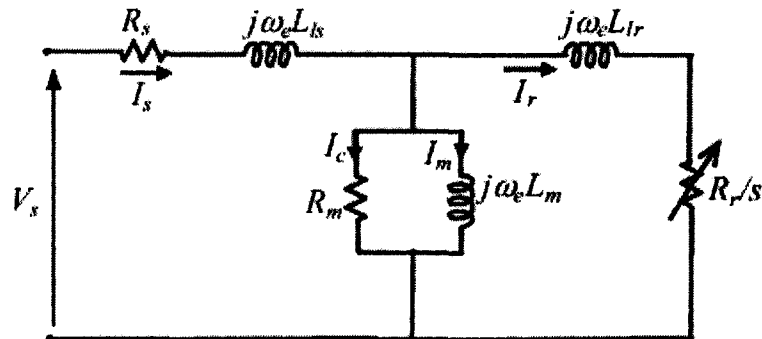 R_s
jω_eL_ls
jω_eL_lr
I_s
I_r
V_s
I_c
I_m
R_m
jω_eL_m
R_r/s